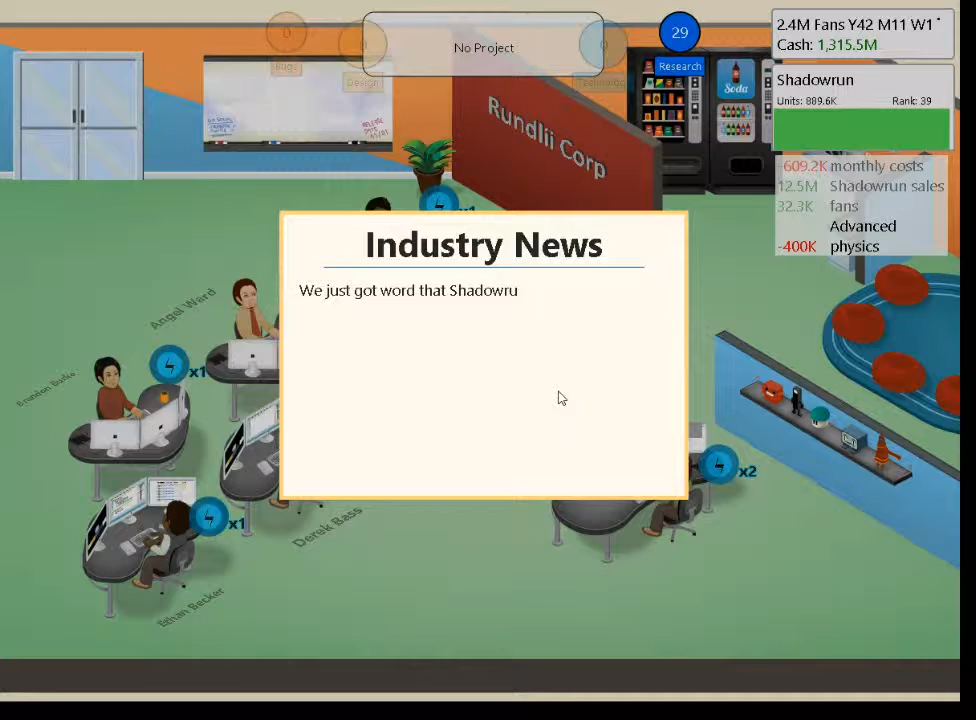 0
0
No Project
0
Bugs
Design
Technology
29
Research
2.4M Fans Y42 M11 W1
Cash: 1,315.5M
Shadowrun
Units: 889.6K Rank: 39
-609.2K monthly costs
12.5M Shadowrun sales
32.3K fans
Advanced
-400K physics
Soda
RELEASE
DATE
Rundlii Corp
x1
Industry News
We just got word that Shadowru
Angel Ward
x1
x2
x1
Derek Bass
Ethan Becker